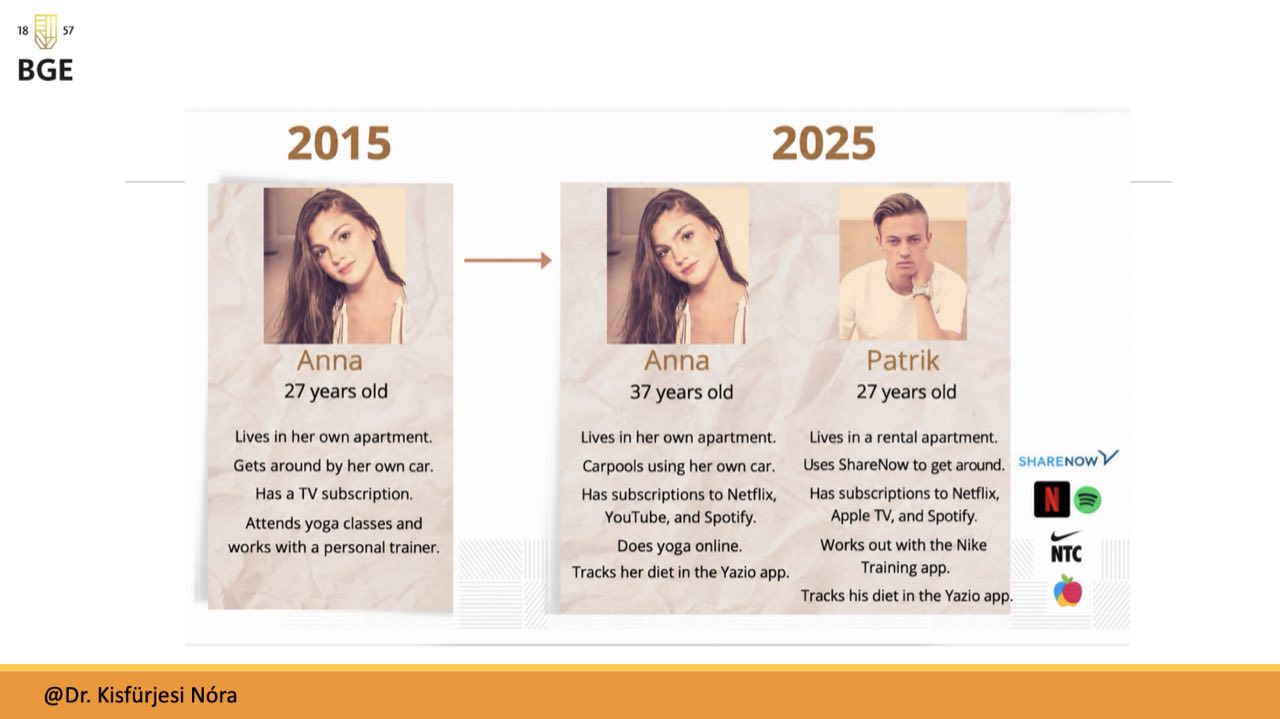 18 57
BGE
2015
Anna
27 years old
Lives in her own apartment.
Gets around by her own car.
Has a TV subscription.
Attends yoga classes and
works with a personal trainer.
2025
Anna
37 years old
Lives in her own apartment.
Carpools using her own car.
Has subscriptions to Netflix,
YouTube, and Spotify.
Does yoga online.
Tracks her diet in the Yazio app.
Patrik
27 years old
Lives in a rental apartment.
Uses ShareNow to get around.
Has subscriptions to Netflix,
Apple TV, and Spotify.
Works out with the Nike
Training app.
Tracks his diet in the Yazio app.
SHARENOW
N
NTC
@Dr. Kisfürjesi Nóra